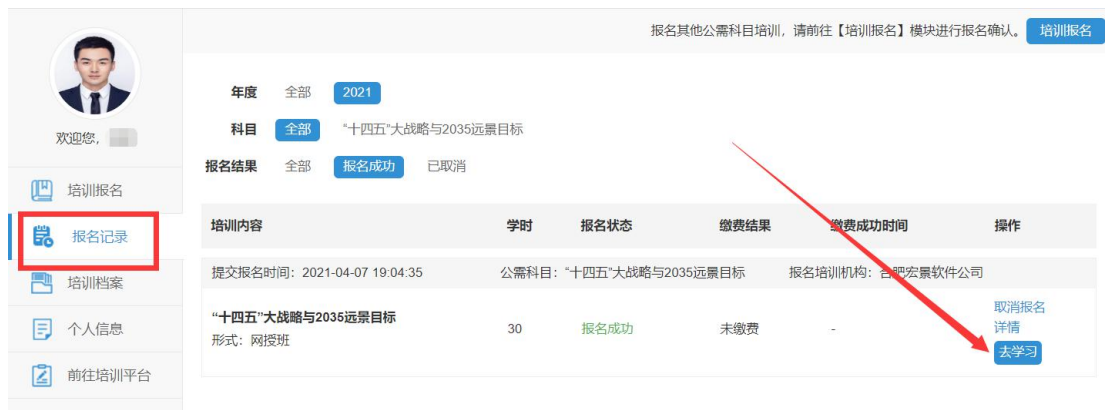 报名其他公需科目培训，请前往【培训报名】模块进行报名确认。 培训报名
欢迎您，
培训报名
报名记录
培训档案
个人信息
前往培训平台
年度 全部 2021
科目 全部 “十四五”大战略与2035远景目标
报名结果 全部 报名成功 已取消
培训内容 学时 报名状态 缴费结果 缴费成功时间 操作
提交报名时间：2021-04-07 19:04:35 公需科目：“十四五”大战略与2035远景目标 报名培训机构：合肥宏景软件公司
“十四五”大战略与2035远景目标
形式：网授班
30 报名成功 未缴费 -
取消报名
详情
去学习